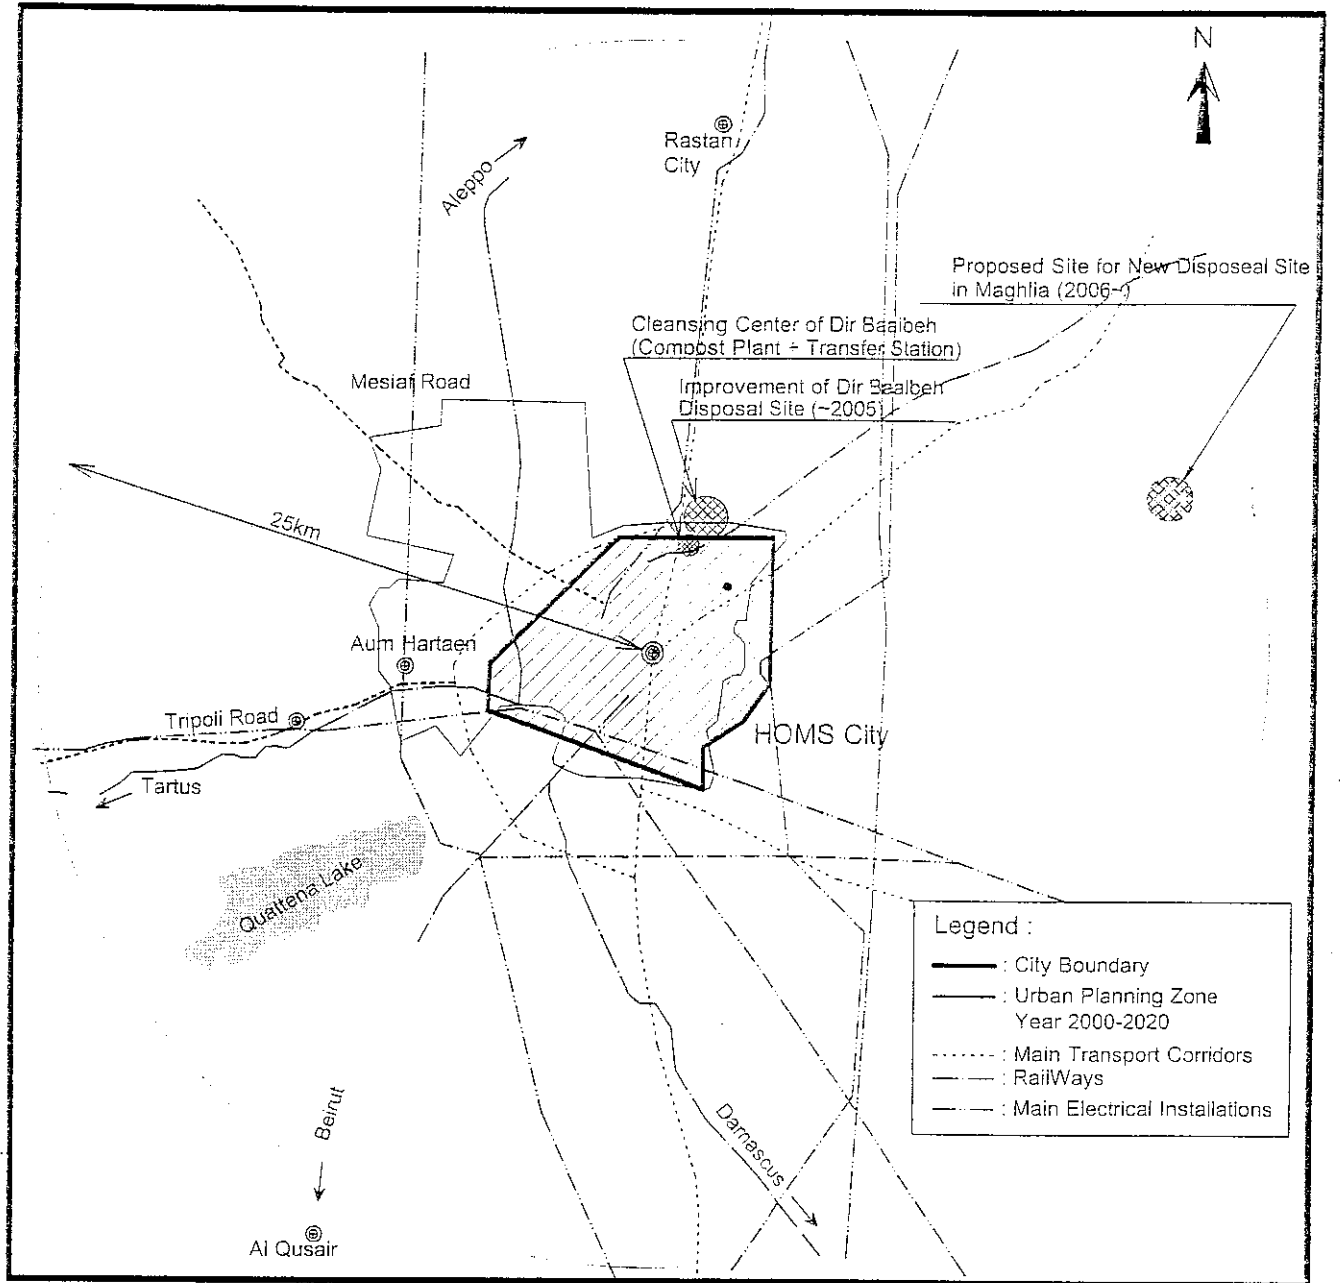 N
Rastan
City
Aleppo
Proposed Site for New Disposeal Site
in Maghlia (2006~)
Cleansing Center of Dir Baalbeh
(Compost Plant + Transfer Station)
Mesiaf Road
Improvement of Dir Baalbeh
Disposal Site (~2005)
25km
Aum Hartaen
Tripoli Road
HOMS City
Tartus
Quattena Lake
Legend :
: City Boundary
: Urban Planning Zone
Year 2000-2020
: Main Transport Corridors
: RailWays
: Main Electrical Installations
Beirut
Damascus
Al Qusair